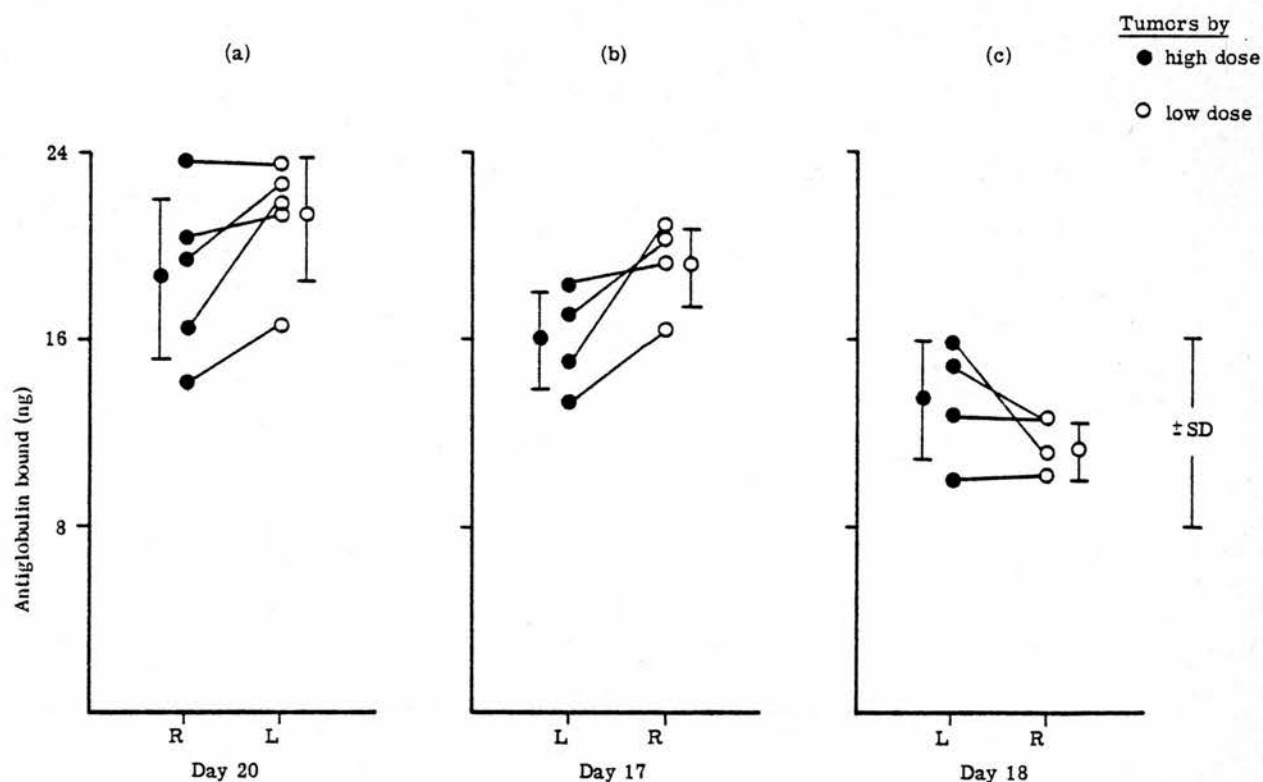 Tumors by
high dose
low dose
(a)
(b)
(c)
Antiglobulin bound (ng)
24
16
8
± SD
R
L
L
R
L
R
Day 20
Day 17
Day 18